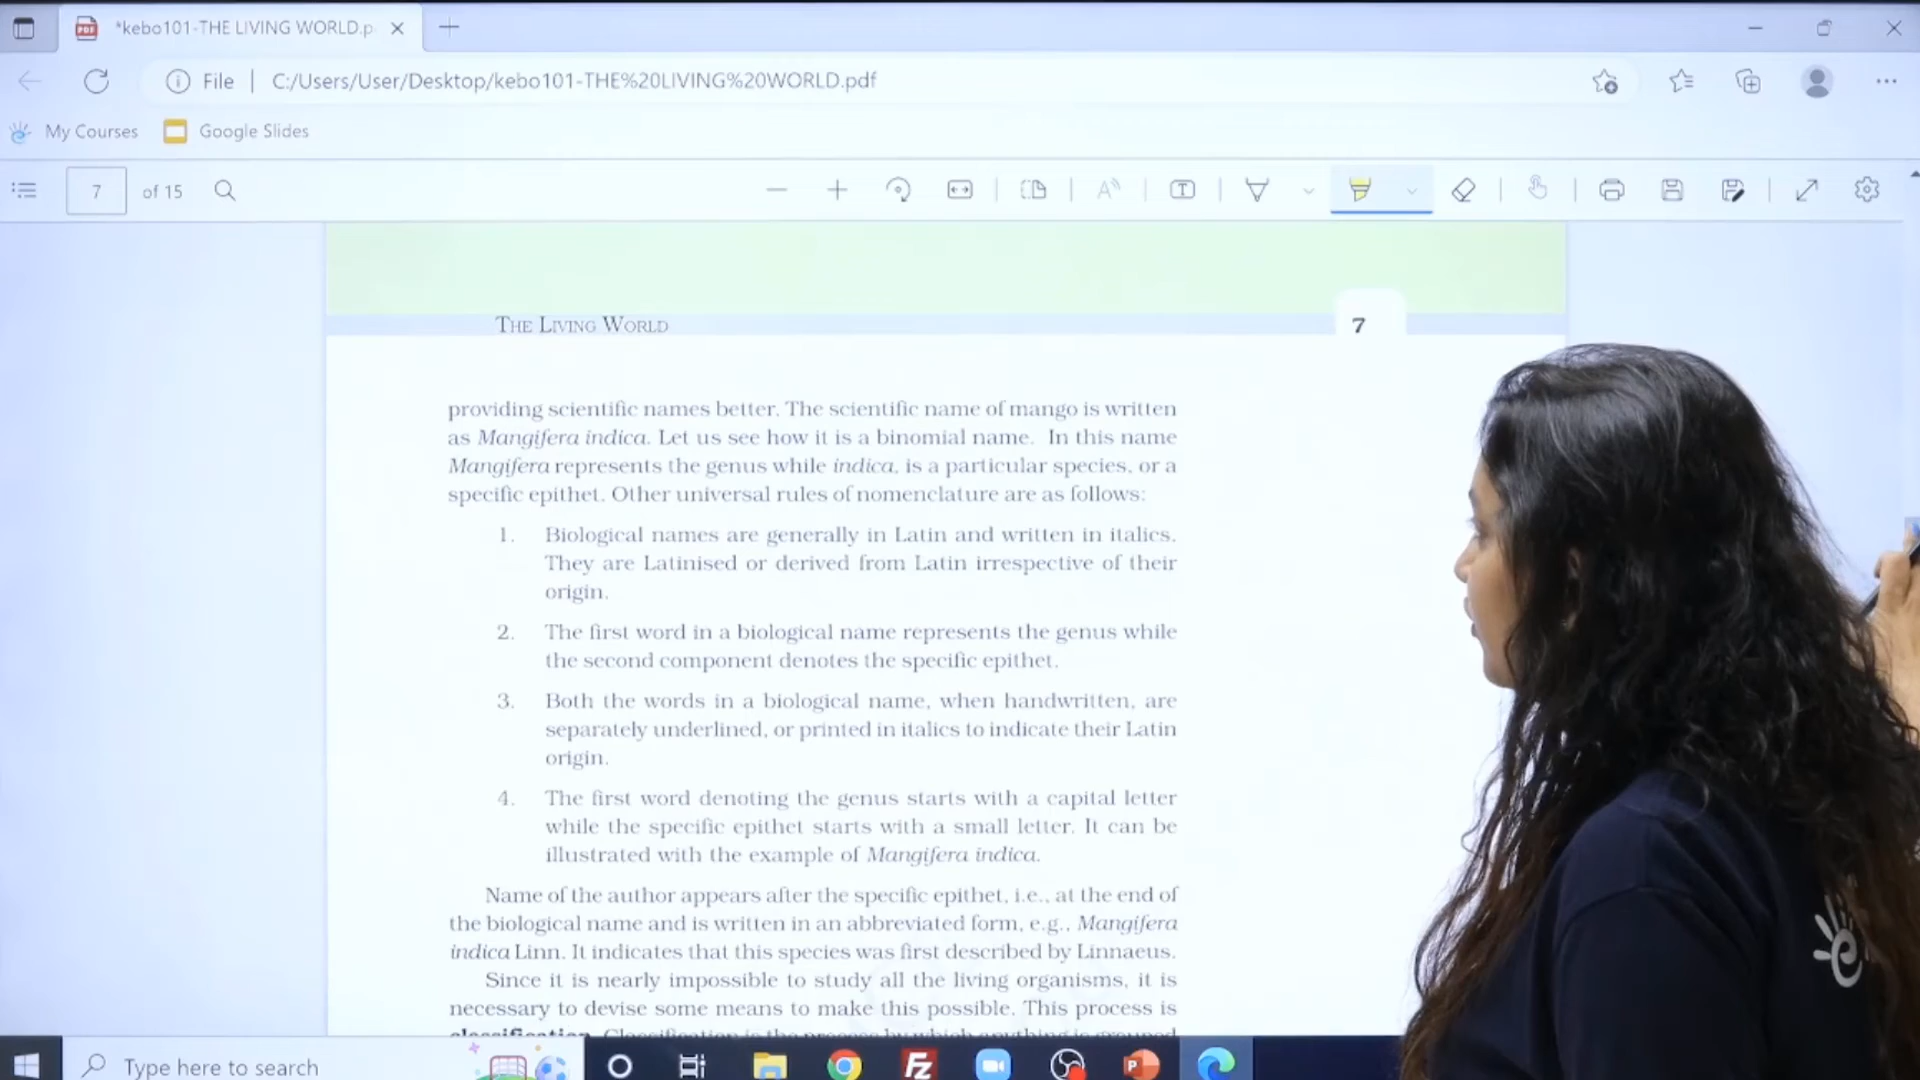 *kebo101-THE LIVING WORLD.p
File
C:/Users/User/Desktop/kebo101-THE%20LIVING%20WORLD.pdf
My Courses
Google Slides
7
of 15
THE LIVING WORLD
7
providing scientific names better. The scientific name of mango is written
as Mangifera indica. Let us see how it is a binomial name. In this name
Mangifera represents the genus while indica, is a particular species, or a
specific epithet. Other universal rules of nomenclature are as follows:
1. Biological names are generally in Latin and written in italics.
They are Latinised or derived from Latin irrespective of their
origin.
2. The first word in a biological name represents the genus while
the second component denotes the specific epithet.
3. Both the words in a biological name, when handwritten, are
separately underlined, or printed in italics to indicate their Latin
origin.
4. The first word denoting the genus starts with a capital letter
while the specific epithet starts with a small letter. It can be
illustrated with the example of Mangifera indica.
Name of the author appears after the specific epithet, i.e., at the end of
the biological name and is written in an abbreviated form, e.g., Mangifera
indica Linn. It indicates that this species was first described by Linnaeus.
Since it is nearly impossible to study all the living organisms, it is
necessary to devise some means to make this possible. This process is
classification. Classification is the process by which anything is grouped
Type here to search